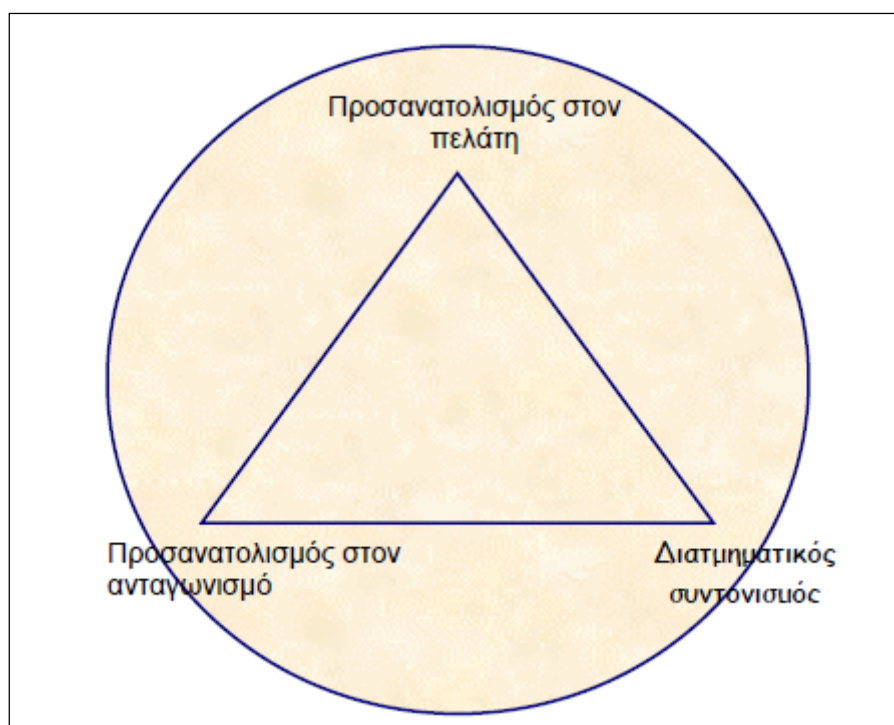 Προσανατολισμός στον
πελάτη
Προσανατολισμός στον
ανταγωνισμό
Διατμηματικός
συντονισμός